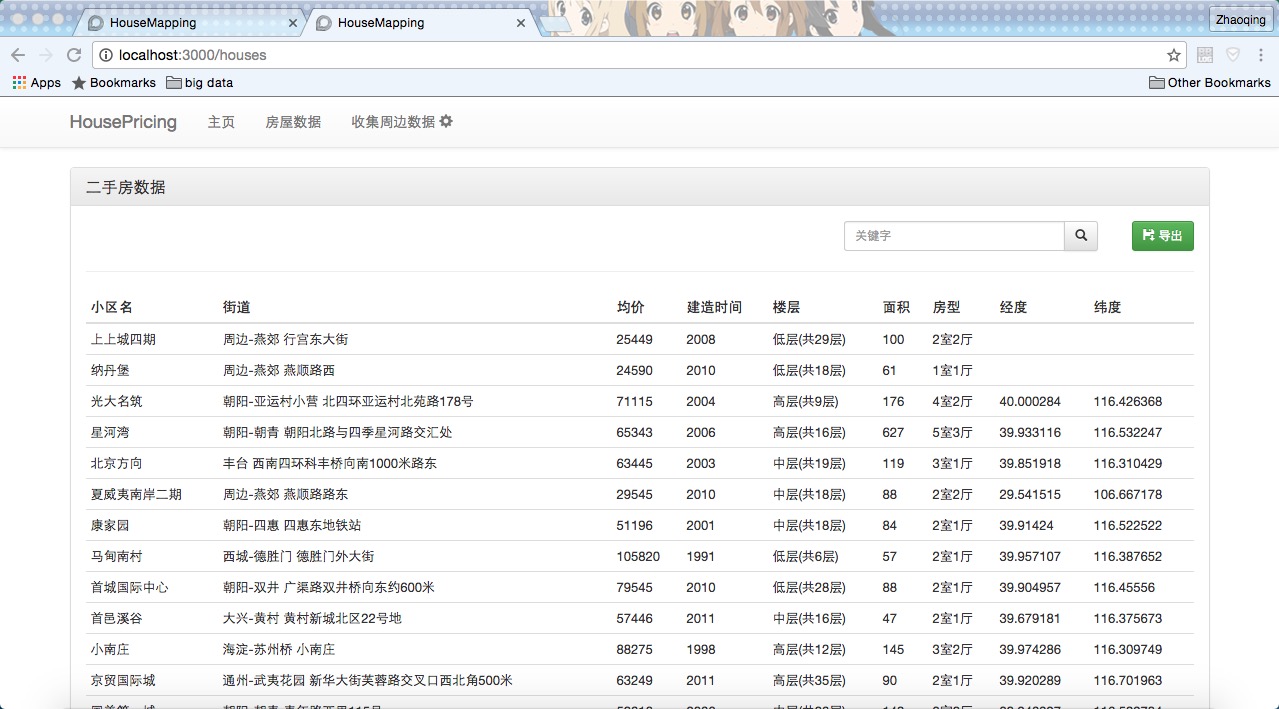 HouseMapping HouseMapping Zhaoqing
localhost:3000/houses
Apps Bookmarks big data Other Bookmarks
HousePricing 主页 房屋数据 收集周边数据
二手房数据
关键字 导出
小区名 街道 均价 建造时间 楼层 面积 房型 经度 纬度
上上城四期 周边-燕郊 行宫东大街 25449 2008 低层(共29层) 100 2室2厅
纳丹堡 周边-燕郊 燕顺路西 24590 2010 低层(共18层) 61 1室1厅
光大名筑 朝阳-亚运村小营 北四环亚运村北苑路178号 71115 2004 高层(共9层) 176 4室2厅 40.000284 116.426368
星河湾 朝阳-朝青 朝阳北路与四季星河路交汇处 65343 2006 高层(共16层) 627 5室3厅 39.933116 116.532247
北京方向 丰台 西南四环科丰桥向南1000米路东 63445 2003 中层(共19层) 119 3室1厅 39.851918 116.310429
夏威夷南岸二期 周边-燕郊 燕顺路路东 29545 2010 中层(共18层) 88 2室2厅 29.541515 106.667178
康家园 朝阳-四惠 四惠东地铁站 51196 2001 中层(共18层) 84 2室1厅 39.91424 116.522522
马甸南村 西城-德胜门 德胜门外大街 105820 1991 低层(共6层) 57 2室1厅 39.957107 116.387652
首城国际中心 朝阳-双井 广渠路双井桥向东约600米 79545 2010 低层(共28层) 88 2室1厅 39.904957 116.45556
首邑溪谷 大兴-黄村 黄村新城北区22号地 57446 2011 中层(共16层) 47 2室1厅 39.679181 116.375673
小南庄 海淀-苏州桥 小南庄 88275 1998 高层(共12层) 145 3室2厅 39.974286 116.309749
京贸国际城 通州-武夷花园 新华大街芙蓉路交叉口西北角500米 63249 2011 高层(共35层) 90 2室1厅 39.920289 116.701963